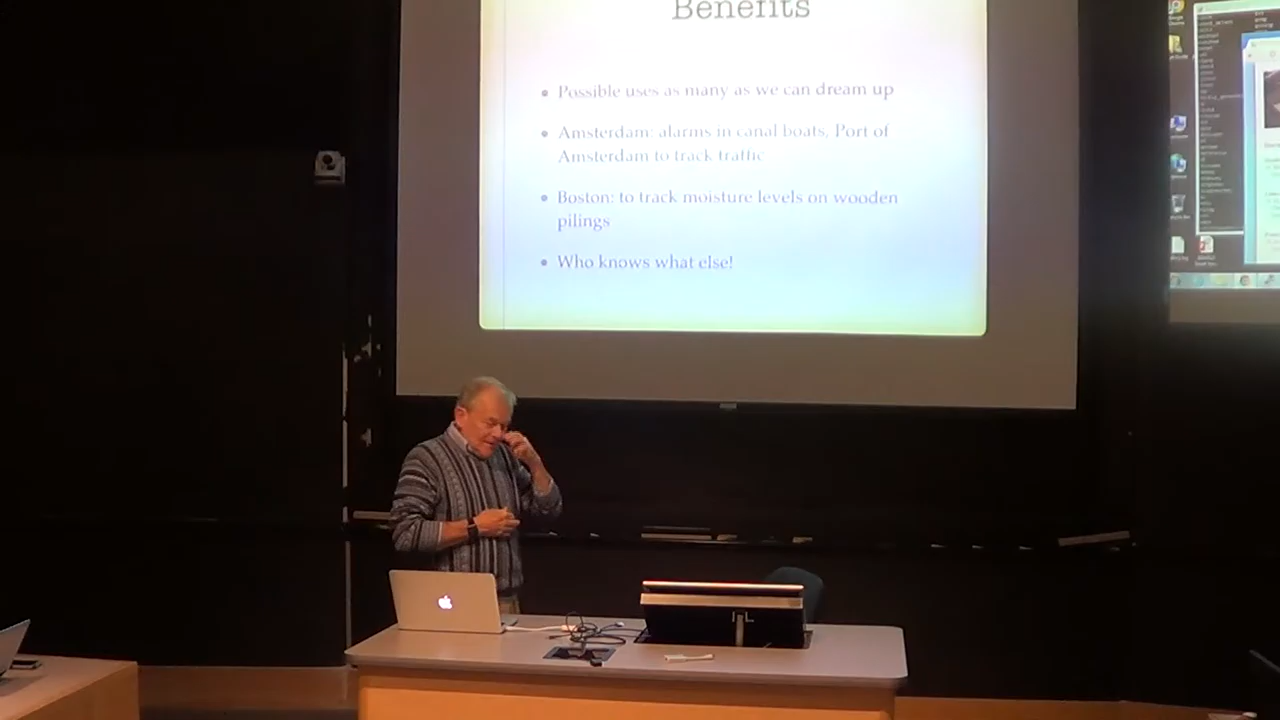 Benefits
Possible uses as many as we can dream up
Amsterdam: alarms in canal boats, Port of
Amsterdam to track traffic
Boston: to track moisture levels on wooden
pilings
Who knows what else!